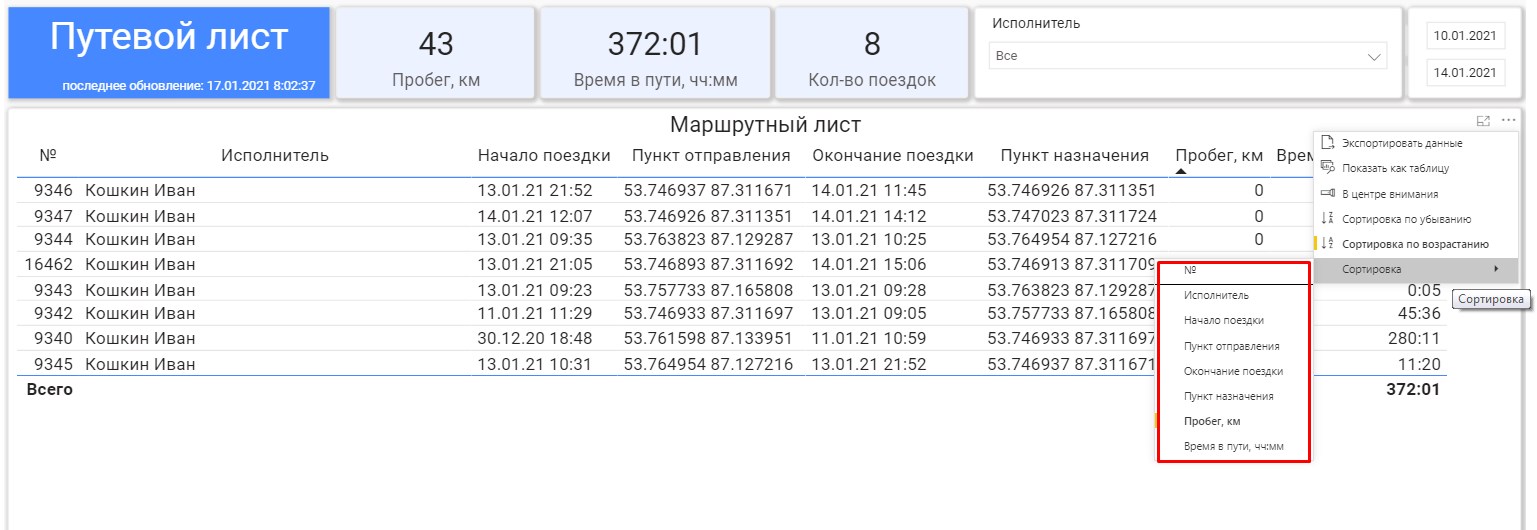 Путевой лист
последнее обновление: 17.01.2021 8:02:37
43
Пробег, км
372:01
Время в пути, чч:мм
8
Кол-во поездок
Исполнитель
Все
10.01.2021
14.01.2021
Маршрутный лист
№ Исполнитель Начало поездки Пункт отправления Окончание поездки Пункт назначения Пробег, км Врем
9346 Кошкин Иван 13.01.21 21:52 53.746937 87.311671 14.01.21 11:45 53.746926 87.311351 0
9347 Кошкин Иван 14.01.21 12:07 53.746926 87.311351 14.01.21 14:12 53.747023 87.311724 0
9344 Кошкин Иван 13.01.21 09:35 53.763823 87.129287 13.01.21 10:25 53.764954 87.127216 0
16462 Кошкин Иван 13.01.21 21:05 53.746893 87.311692 14.01.21 15:06 53.746913 87.311709
9343 Кошкин Иван 13.01.21 09:23 53.757733 87.165808 13.01.21 09:28 53.763823 87.129287 0:05
9342 Кошкин Иван 11.01.21 11:29 53.746933 87.311697 13.01.21 09:05 53.757733 87.165808 45:36
9340 Кошкин Иван 30.12.20 18:48 53.761598 87.133951 11.01.21 10:59 53.746933 87.311697 280:11
9345 Кошкин Иван 13.01.21 10:31 53.764954 87.127216 13.01.21 21:52 53.746933 87.311671 11:20
Всего 372:01
Экспортировать данные
Показать как таблицу
В центре внимания
Сортировка по убыванию
Сортировка по возрастанию
Сортировка
Сортировка
№
Исполнитель
Начало поездки
Пункт отправления
Окончание поездки
Пункт назначения
Пробег, км
Время в пути, чч:мм